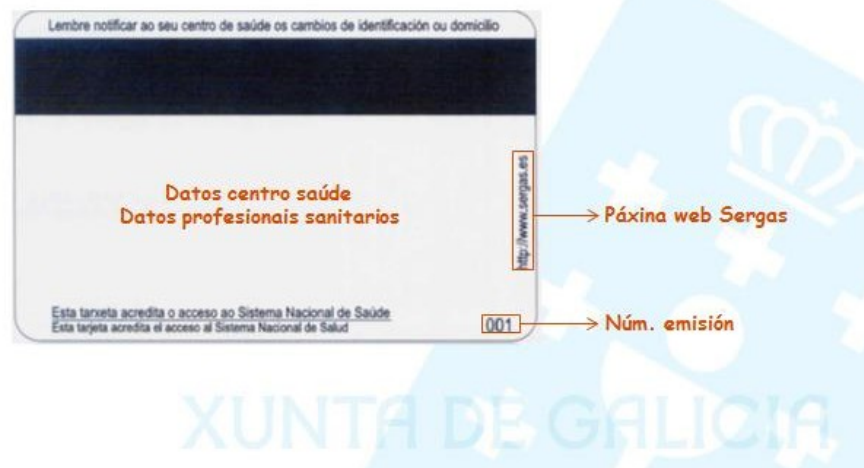 Lembre notificar ao seu centro de saúde os cambios de identificación ou domicilio
Datos centro saúde
Datos profesionais sanitarios
http://www.sergas.es
Páxina web Sergas
Esta tarxeta acredita o acceso ao Sistema Nacional de Saúde
Esta tarjeta acredita el acceso al Sistema Nacional de Salud
001
Núm. emisión
XUNTA DE GALICIA